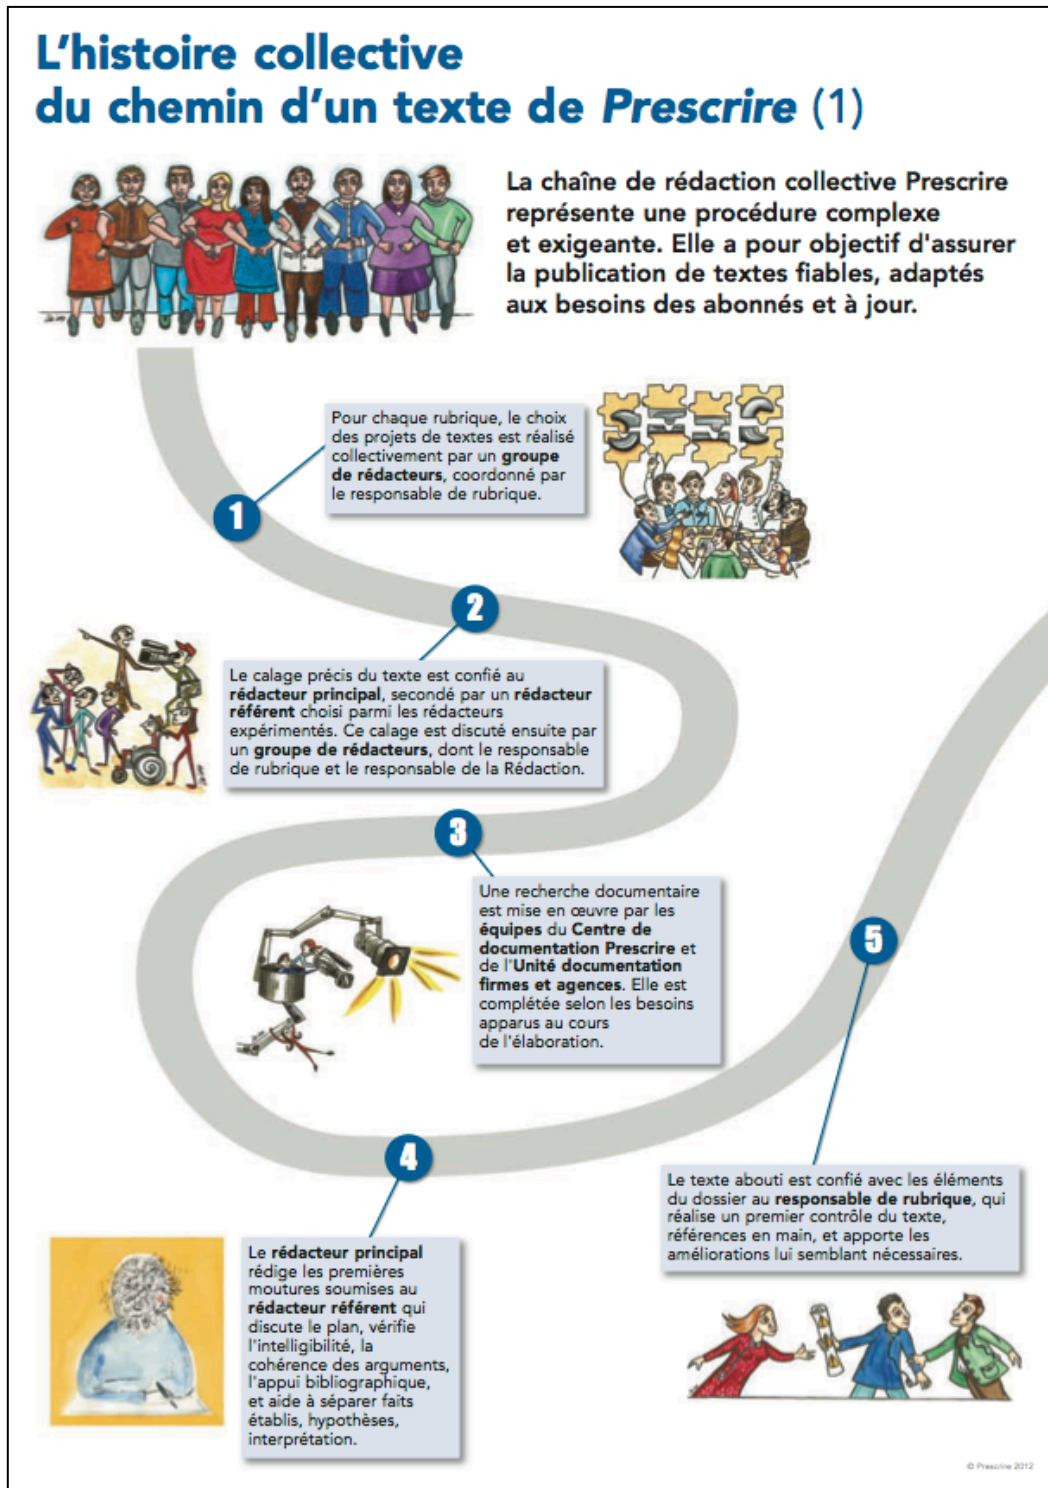 L'histoire collective
du chemin d'un texte de Prescrire (1)
La chaîne de rédaction collective Prescrire
représente une procédure complexe
et exigeante. Elle a pour objectif d'assurer
la publication de textes fiables, adaptés
aux besoins des abonnés et à jour.
Pour chaque rubrique, le choix
des projets de textes est réalisé
collectivement par un groupe
de rédacteurs, coordonné par
le responsable de rubrique.
1
2
Le calage précis du texte est confié au
rédacteur principal, secondé par un rédacteur
référent choisi parmi les rédacteurs
expérimentés. Ce calage est discuté ensuite par
un groupe de rédacteurs, dont le responsable
de rubrique et le responsable de la Rédaction.
3
Une recherche documentaire
est mise en œuvre par les
équipes du Centre de
documentation Prescrire et
de l'Unité documentation
firmes et agences. Elle est
complétée selon les besoins
apparus au cours
de l'élaboration.
4
Le rédacteur principal
rédige les premières
moutures soumises au
rédacteur référent qui
discute le plan, vérifie
l'intelligibilité, la
cohérence des arguments,
l'appui bibliographique,
et aide à séparer faits
établis, hypothèses,
interprétation.
5
Le texte abouti est confié avec les éléments
du dossier au responsable de rubrique, qui
réalise un premier contrôle du texte,
références en main, et apporte les
améliorations lui semblant nécessaires.
© Prescrire 2012